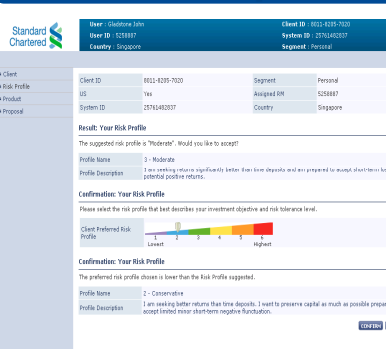 Standard
Chartered
User : Gladstone John
Client ID : 8011-8205-7020
User ID : 5250887
System ID : 25761482837
Country : Singapore
Segment : Personal
Client
Risk Profile
Product
Proposal
Client ID 8011-8205-7020 Segment Personal
US Yes Assigned RM 5250887
System ID 25761482837 Country Singapore
Result: Your Risk Profile
The suggested risk profile is "Moderate". Would you like to accept?
Profile Name 3 - Moderate
Profile Description I am seeking returns significantly better than time deposits and am prepared to accept short-term
potential positive returns.
Confirmation: Your Risk Profile
Please select the risk profile that best describes your investment objective and risk tolerance level.
Client Preferred Risk
Profile
1 2 3 4 5 6
Lowest Highest
Confirmation: Your Risk Profile
The preferred risk profile chosen is lower than the Risk Profile suggested.
Profile Name 2 - Conservative
Profile Description I am seeking better returns than time deposits. I want to preserve capital as much as possible
accept limited minor short-term negative
CONFIRM